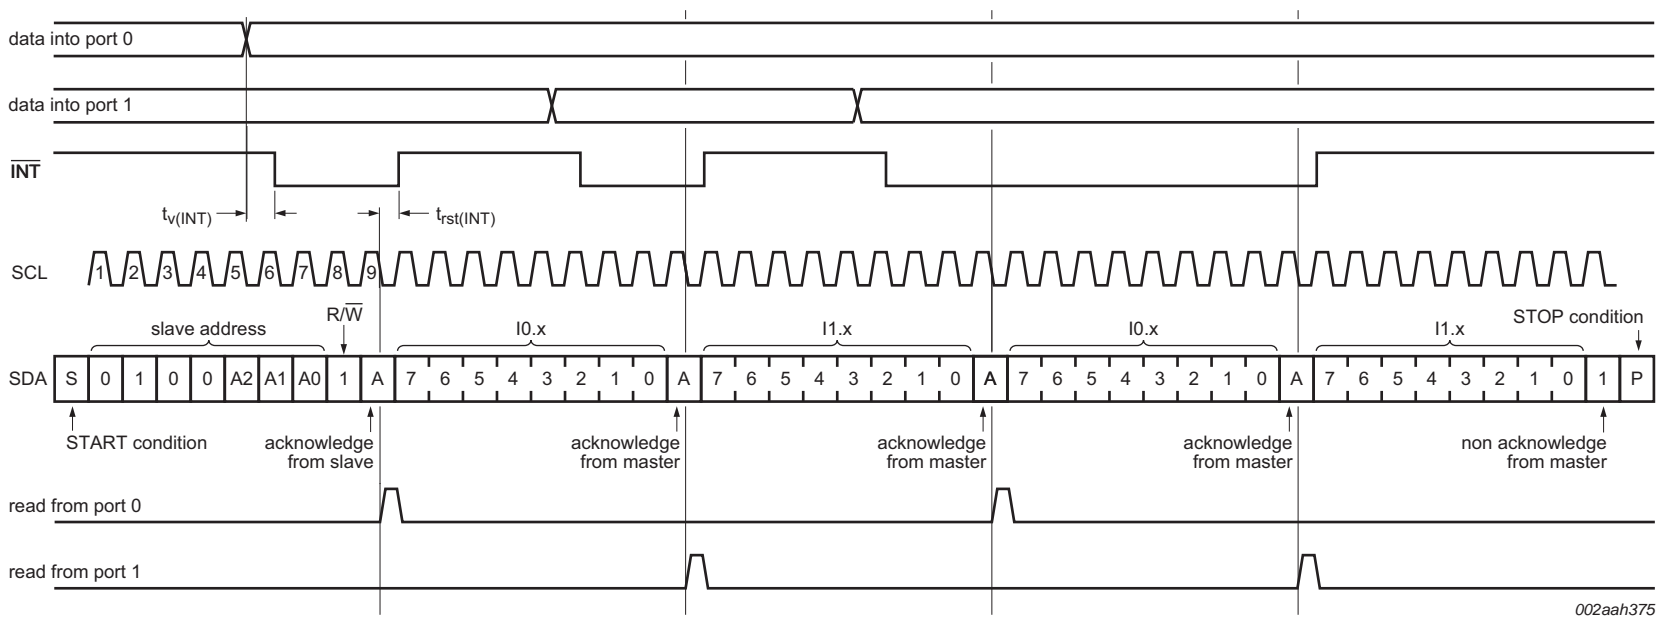 data into port 0
data into port 1
INT
tv(INT) trst(INT)
SCL 1 2 3 4 5 6 7 8 9
R/W
slave address I0.x I1.x I0.x I1.x STOP condition
SDA S 0 1 0 0 A2 A1 A0 1 A 7 6 5 4 3 2 1 0 A 7 6 5 4 3 2 1 0 A 7 6 5 4 3 2 1 0 A 7 6 5 4 3 2 1 0 1 P
START condition acknowledge acknowledge acknowledge acknowledge non acknowledge
from slave from master from master from master from master
read from port 0
read from port 1
002aah375